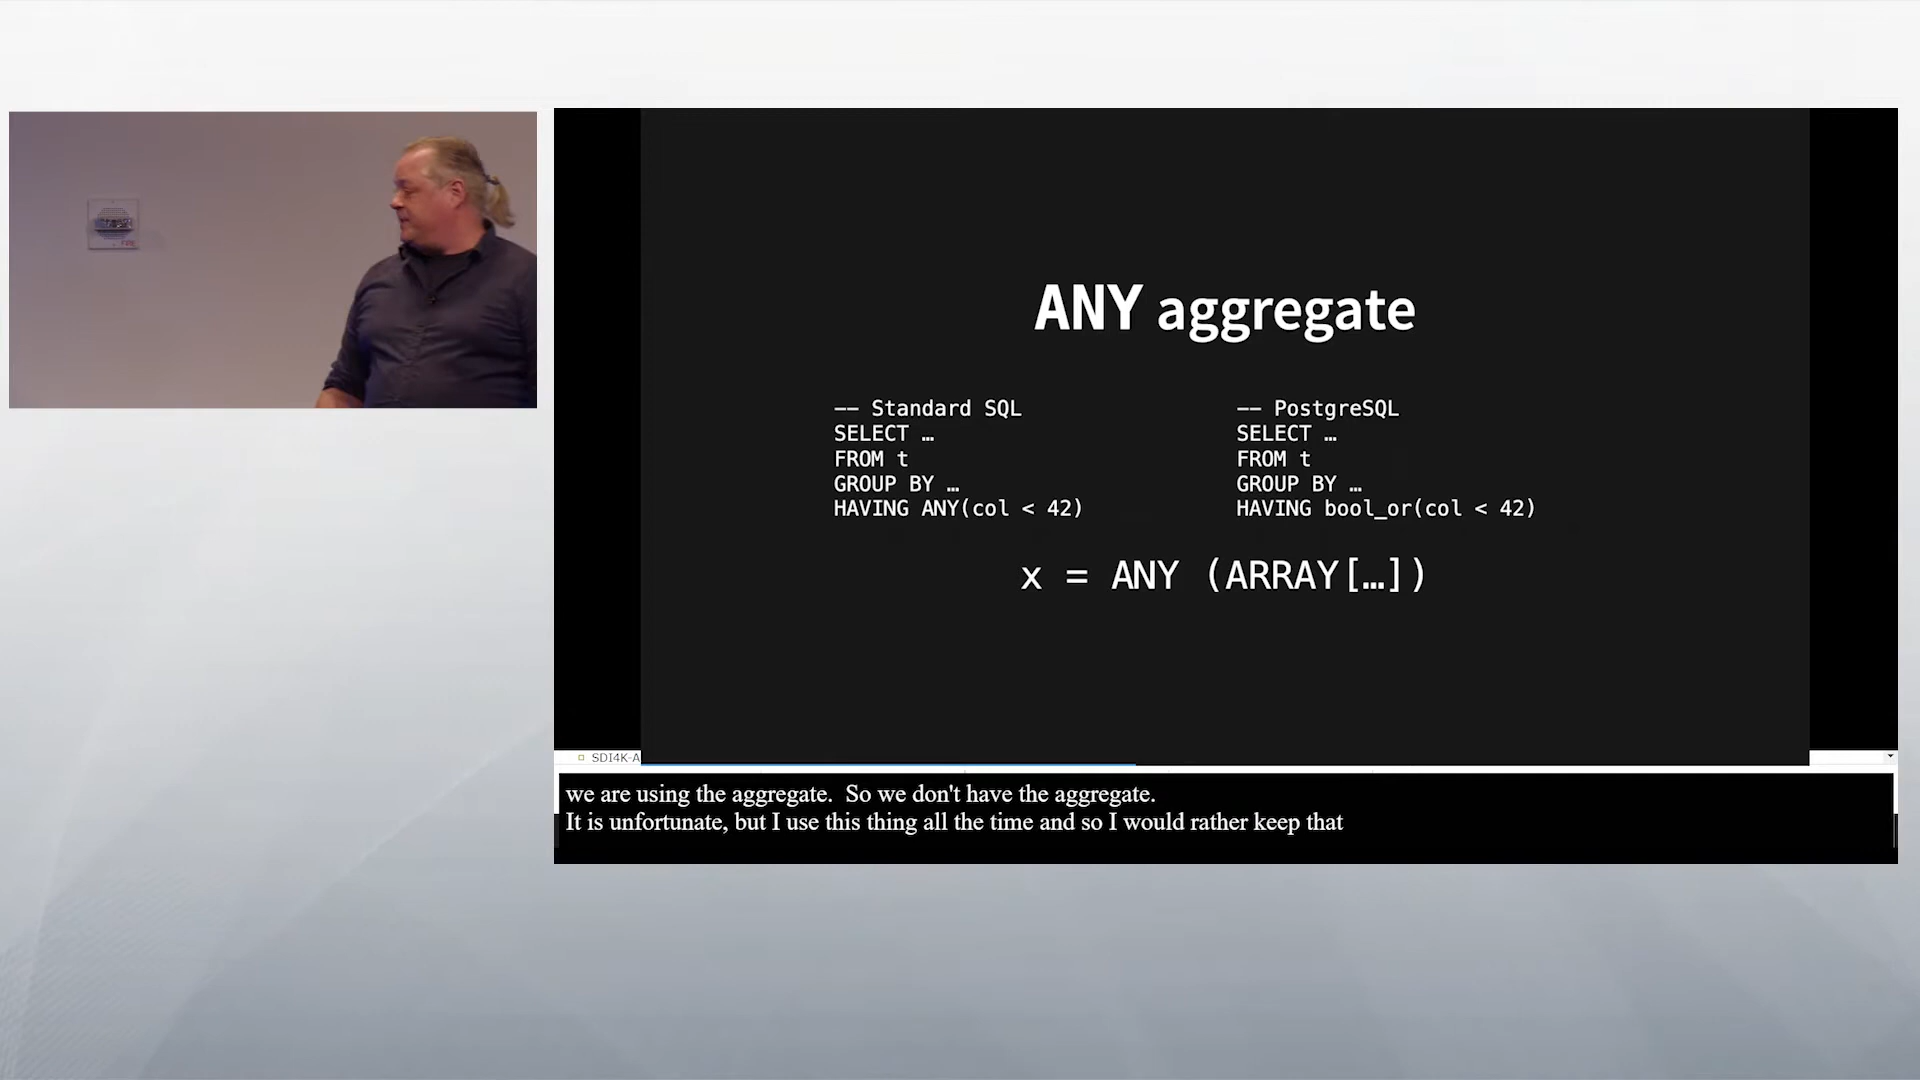 ANY aggregate
-- Standard SQL
SELECT …
FROM t
GROUP BY …
HAVING ANY(col < 42)
-- PostgreSQL
SELECT …
FROM t
GROUP BY …
HAVING bool_or(col < 42)
x = ANY (ARRAY[…])
SDI4K-A
we are using the aggregate.  So we don't have the aggregate.
It is unfortunate, but I use this thing all the time and so I would rather keep that